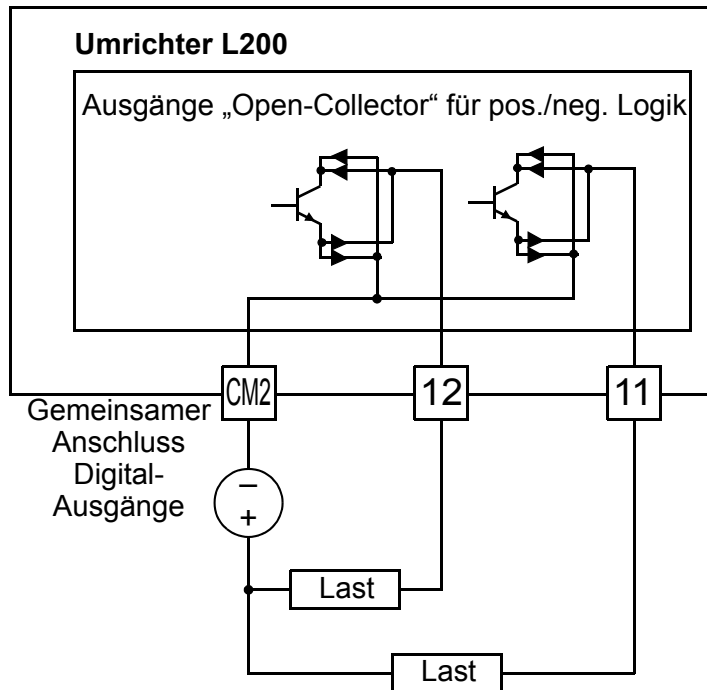 Umrichter L200
Ausgänge „Open-Collector“ für pos./neg. Logik
CM2
12
11
Gemeinsamer
Anschluss
Digital-
Ausgänge
–
+
Last
Last